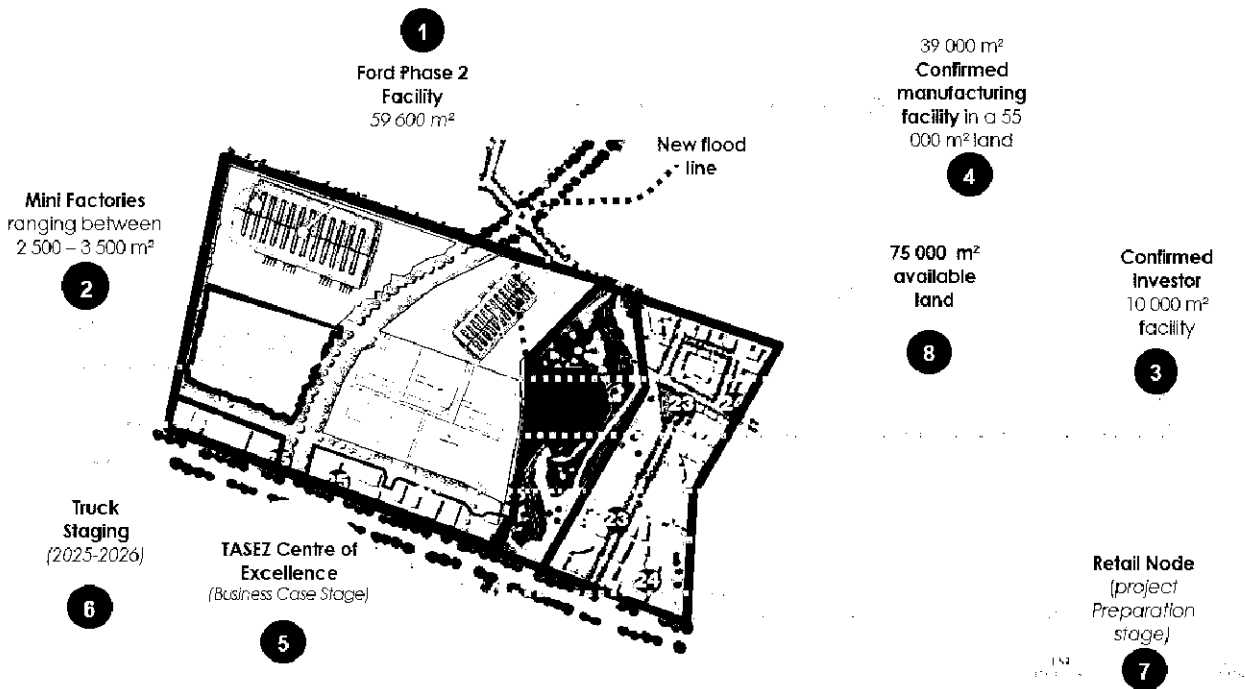 1
Ford Phase 2
Facility
59 600 m²
New flood
line
39 000 m²
Confirmed
manufacturing
facility in a 55
000 m² land
4
Mini Factories
ranging between
2 500 – 3 500 m²
2
75 000 m²
available
land
8
Confirmed
Investor
10 000 m²
facility
3
23
22
23
24
Truck
Staging
(2025-2026)
6
TASEZ Centre of
Excellence
(Business Case Stage)
5
Retail Node
(project
Preparation
stage)
7